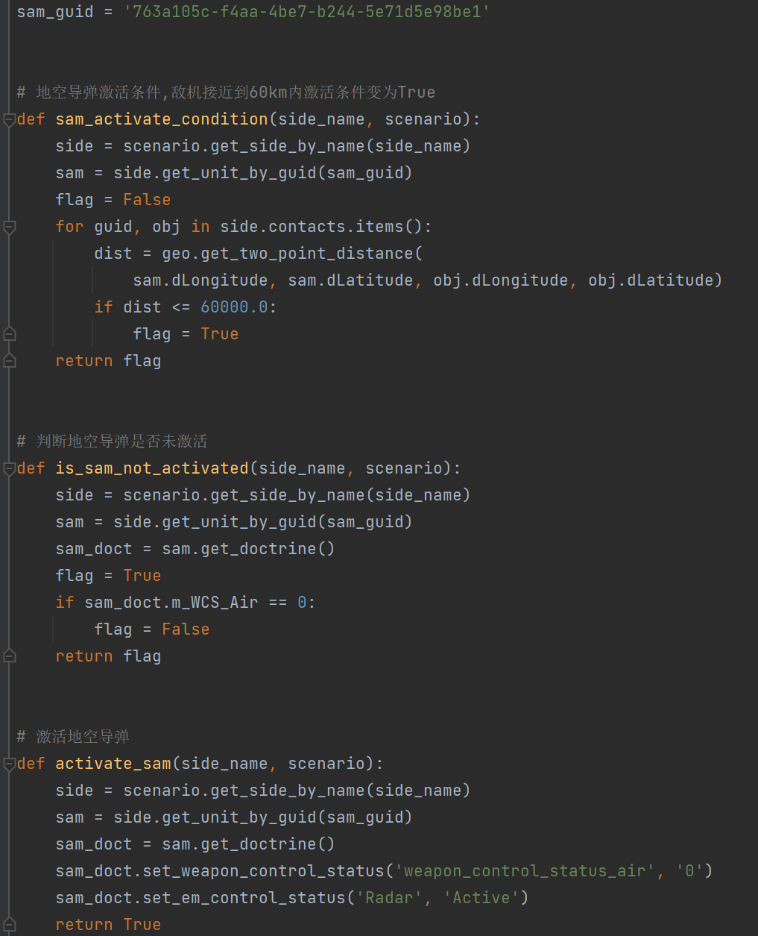 sam_guid = '763a105c-f4aa-4be7-b244-5e71d5e98be1'
# 地空导弹激活条件,敌机接近到60km内激活条件变为True
def sam_activate_condition(side_name, scenario):
    side = scenario.get_side_by_name(side_name)
    sam = side.get_unit_by_guid(sam_guid)
    flag = False
    for guid, obj in side.contacts.items():
        dist = geo.get_two_point_distance(
            sam.dLongitude, sam.dLatitude, obj.dLongitude, obj.dLatitude)
        if dist <= 60000.0:
            flag = True
    return flag
# 判断地空导弹是否未激活
def is_sam_not_activated(side_name, scenario):
    side = scenario.get_side_by_name(side_name)
    sam = side.get_unit_by_guid(sam_guid)
    sam_doct = sam.get_doctrine()
    flag = True
    if sam_doct.m_WCS_Air == 0:
        flag = False
    return flag
# 激活地空导弹
def activate_sam(side_name, scenario):
    side = scenario.get_side_by_name(side_name)
    sam = side.get_unit_by_guid(sam_guid)
    sam_doct = sam.get_doctrine()
    sam_doct.set_weapon_control_status('weapon_control_status_air', '0')
    sam_doct.set_em_control_status('Radar', 'Active')
    return True